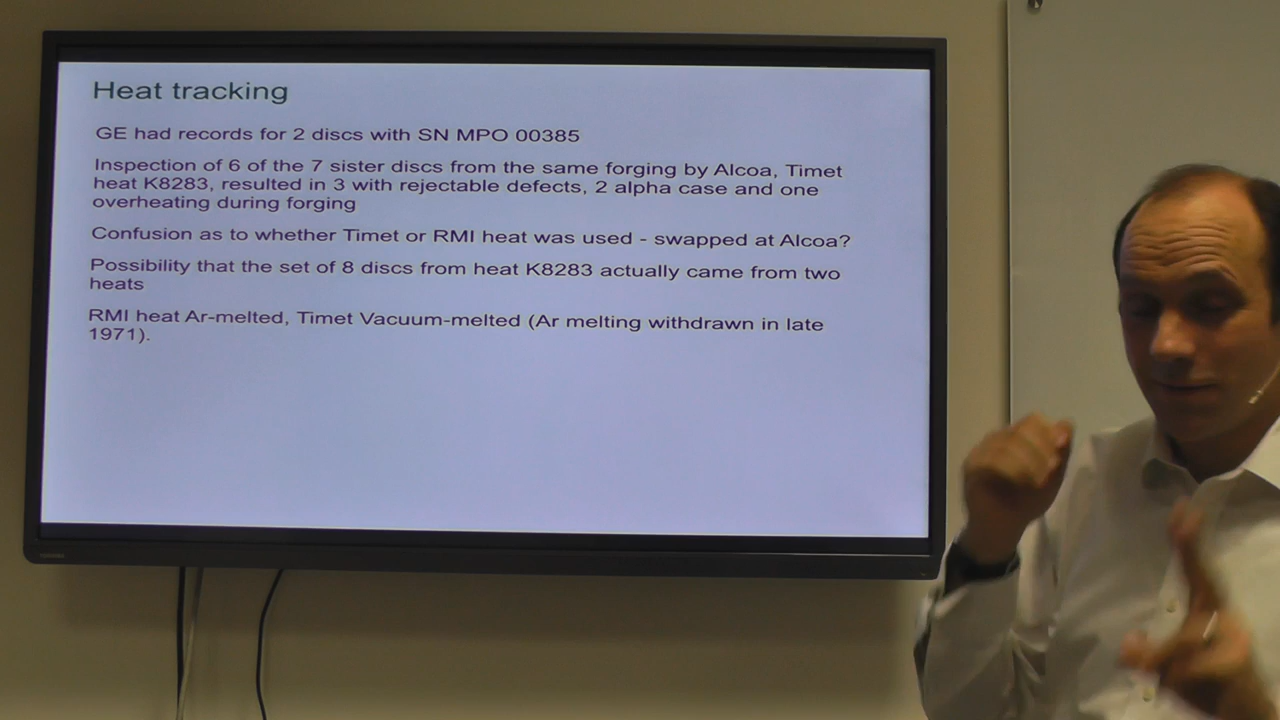 Heat tracking
GE had records for 2 discs with SN MPO 00385
Inspection of 6 of the 7 sister discs from the same forging by Alcoa, Timet
heat K8283, resulted in 3 with rejectable defects, 2 alpha case and one
overheating during forging
Confusion as to whether Timet or RMI heat was used - swapped at Alcoa?
Possibility that the set of 8 discs from heat K8283 actually came from two
heats
RMI heat Ar-melted, Timet Vacuum-melted (Ar melting withdrawn in late
1971).